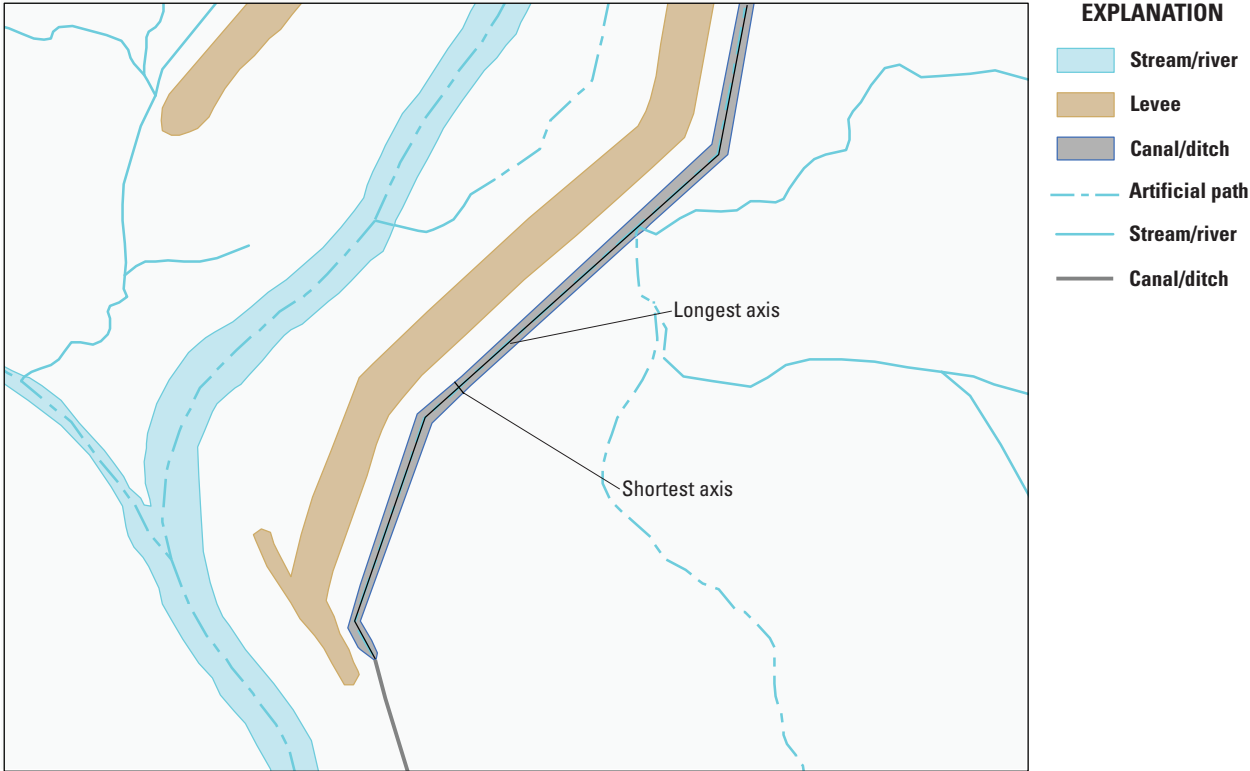 EXPLANATION
Stream/river
Levee
Canal/ditch
Artificial path
Stream/river
Canal/ditch
Longest axis
Shortest axis